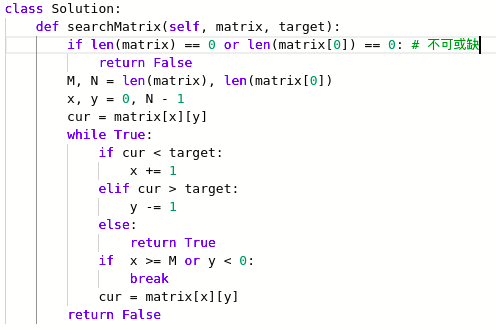 class Solution:
    def searchMatrix(self, matrix, target):
        if len(matrix) == 0 or len(matrix[0]) == 0: # 不可或缺
            return False
        M, N = len(matrix), len(matrix[0])
        x, y = 0, N - 1
        cur = matrix[x][y]
        while True:
            if cur < target:
                x += 1
            elif cur > target:
                y -= 1
            else:
                return True
            if  x >= M or y < 0:
                break
            cur = matrix[x][y]
        return False